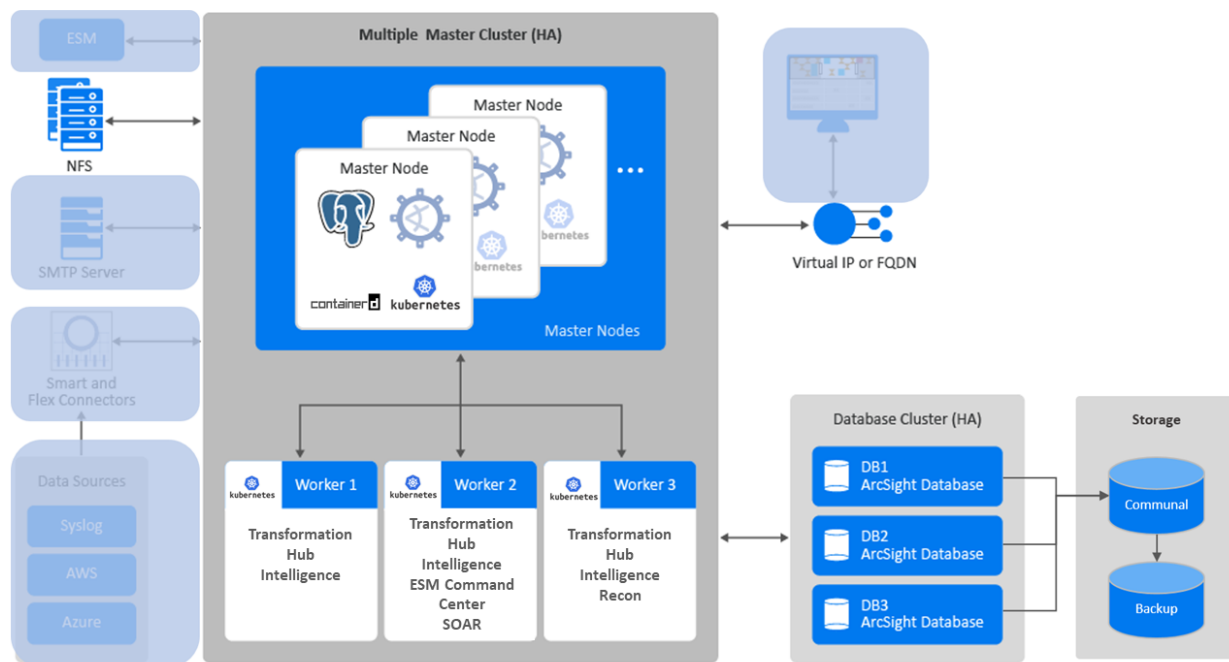 ESM
NFS
SMTP Server
Smart and
Flex Connectors
Data Sources
Syslog
AWS
Azure
Multiple Master Cluster (HA)
Master Node
Master Node
Master Node
...
kubernetes
containerd
kubernetes
Master Nodes
kubernetes
Worker 1
Transformation
Hub
Intelligence
kubernetes
Worker 2
Transformation
Hub
Intelligence
ESM Command
Center
SOAR
kubernetes
Worker 3
Transformation
Hub
Intelligence
Recon
Virtual IP or FQDN
Database Cluster (HA)
DB1
ArcSight Database
DB2
ArcSight Database
DB3
ArcSight Database
Storage
Communal
Backup